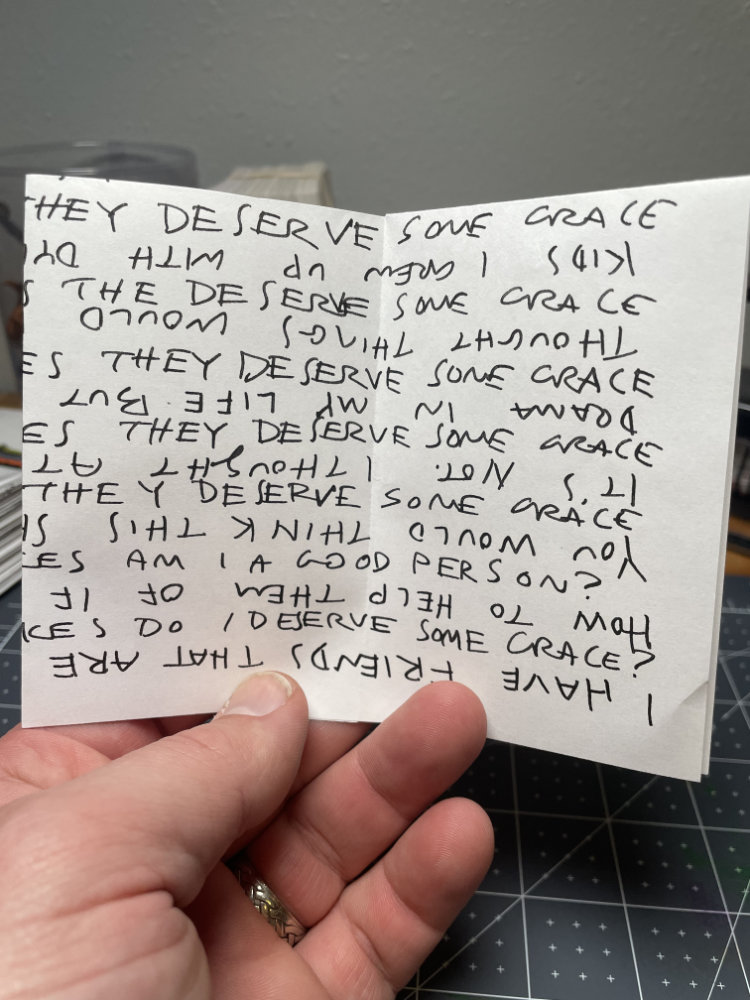 THEY DESERVE SOME GRACE
S THE DESERVE SOME GRACE
ES THEY DESERVE SOME GRACE
ES THEY DESERVE SOME GRACE
THEY DESERVE SOME GRACE
ES AM I A GOOD PERSON?
CES DO I DESERVE SOME GRACE?
I HAVE FRIENDS THAT ARE
HOW TO HELP THEM OF IF
YOU WOULD THINK THIS
IT'S NOT. I THOUGHT AT
DRAMA IN MY LIFE. BUT
THOUGHT THINGS WOULD
KIDS I GREW UP WITH